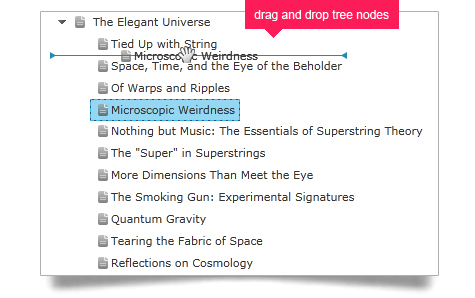 drag and drop tree nodes
The Elegant Universe
Tied Up with String
Microscopic Weirdness
Space, Time, and the Eye of the Beholder
Of Warps and Ripples
Microscopic Weirdness
Nothing but Music: The Essentials of Superstring Theory
The "Super" in Superstrings
More Dimensions Than Meet the Eye
The Smoking Gun: Experimental Signatures
Quantum Gravity
Tearing the Fabric of Space
Reflections on Cosmology